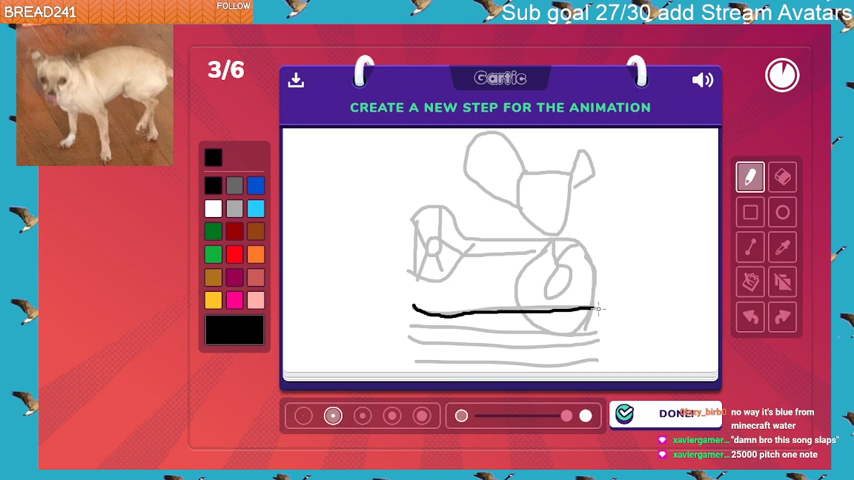 BREAD241
FOLLOW
Sub goal 27/30 add Stream Avatars
3/6
Gartic
CREATE A NEW STEP FOR THE ANIMATION
DONE!
no way it's blue from
minecraft water
xaviergamer... "damn bro this song slaps"
xaviergamer... 25000 pitch one note